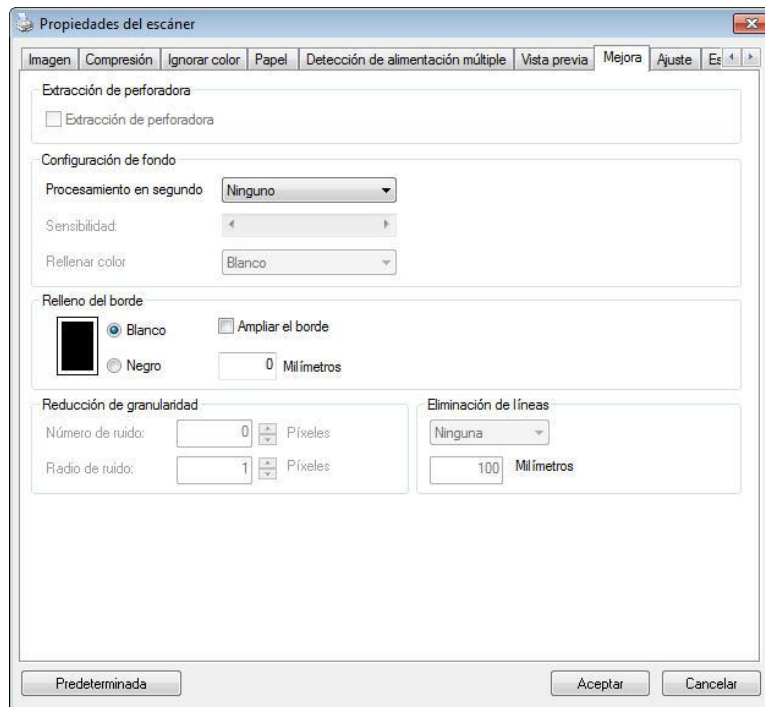 Propiedades del escáner
Imagen Compresión Ignorar color Papel Detección de alimentación múltiple Vista previa Mejora Ajuste Es
Extracción de perforadora
Extracción de perforadora
Configuración de fondo
Procesamiento en segundo Ninguno
Sensibilidad:
Rellenar color Blanco
Relleno del borde
Blanco Ampliar el borde
Negro 0 Milímetros
Reducción de granularidad Eliminación de líneas
Número de ruido: 0 Píxeles Ninguna
Radio de ruido: 1 Píxeles 100 Milímetros
Predeterminada Aceptar Cancelar